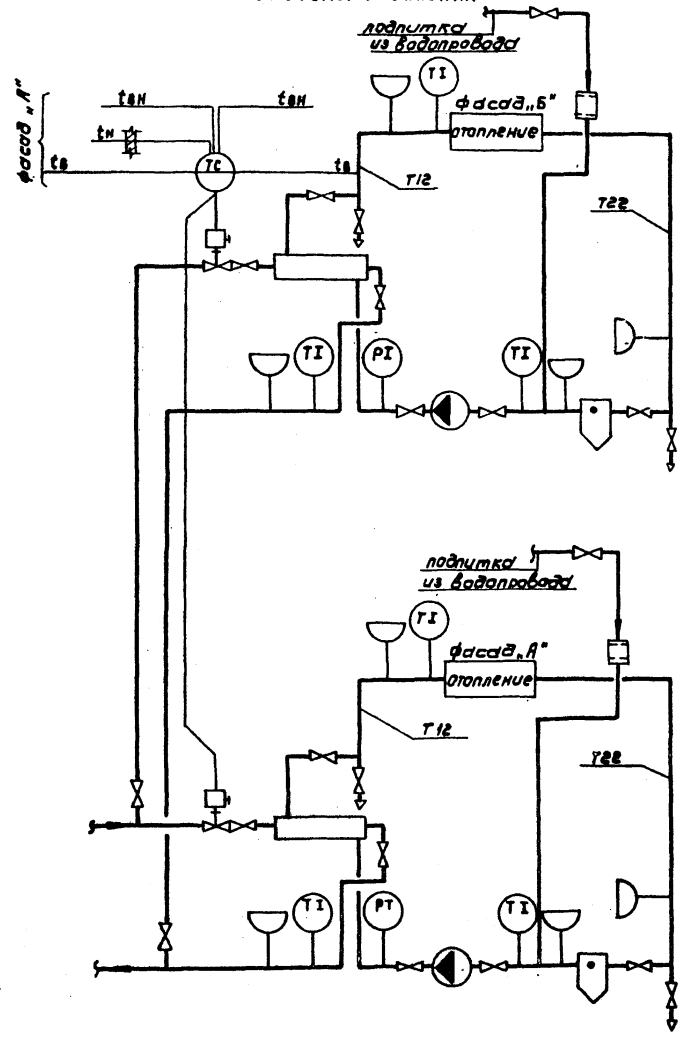 подпитка
из водопровода
фасад „А"
tвн
tвн
TI
фасад „Б"
отопление
tн
TC
tв
tв
T12
T22
TI
PI
TI
подпитка
из водопровода
TI
фасад „А"
отопление
T12
T22
TI
PT
TI